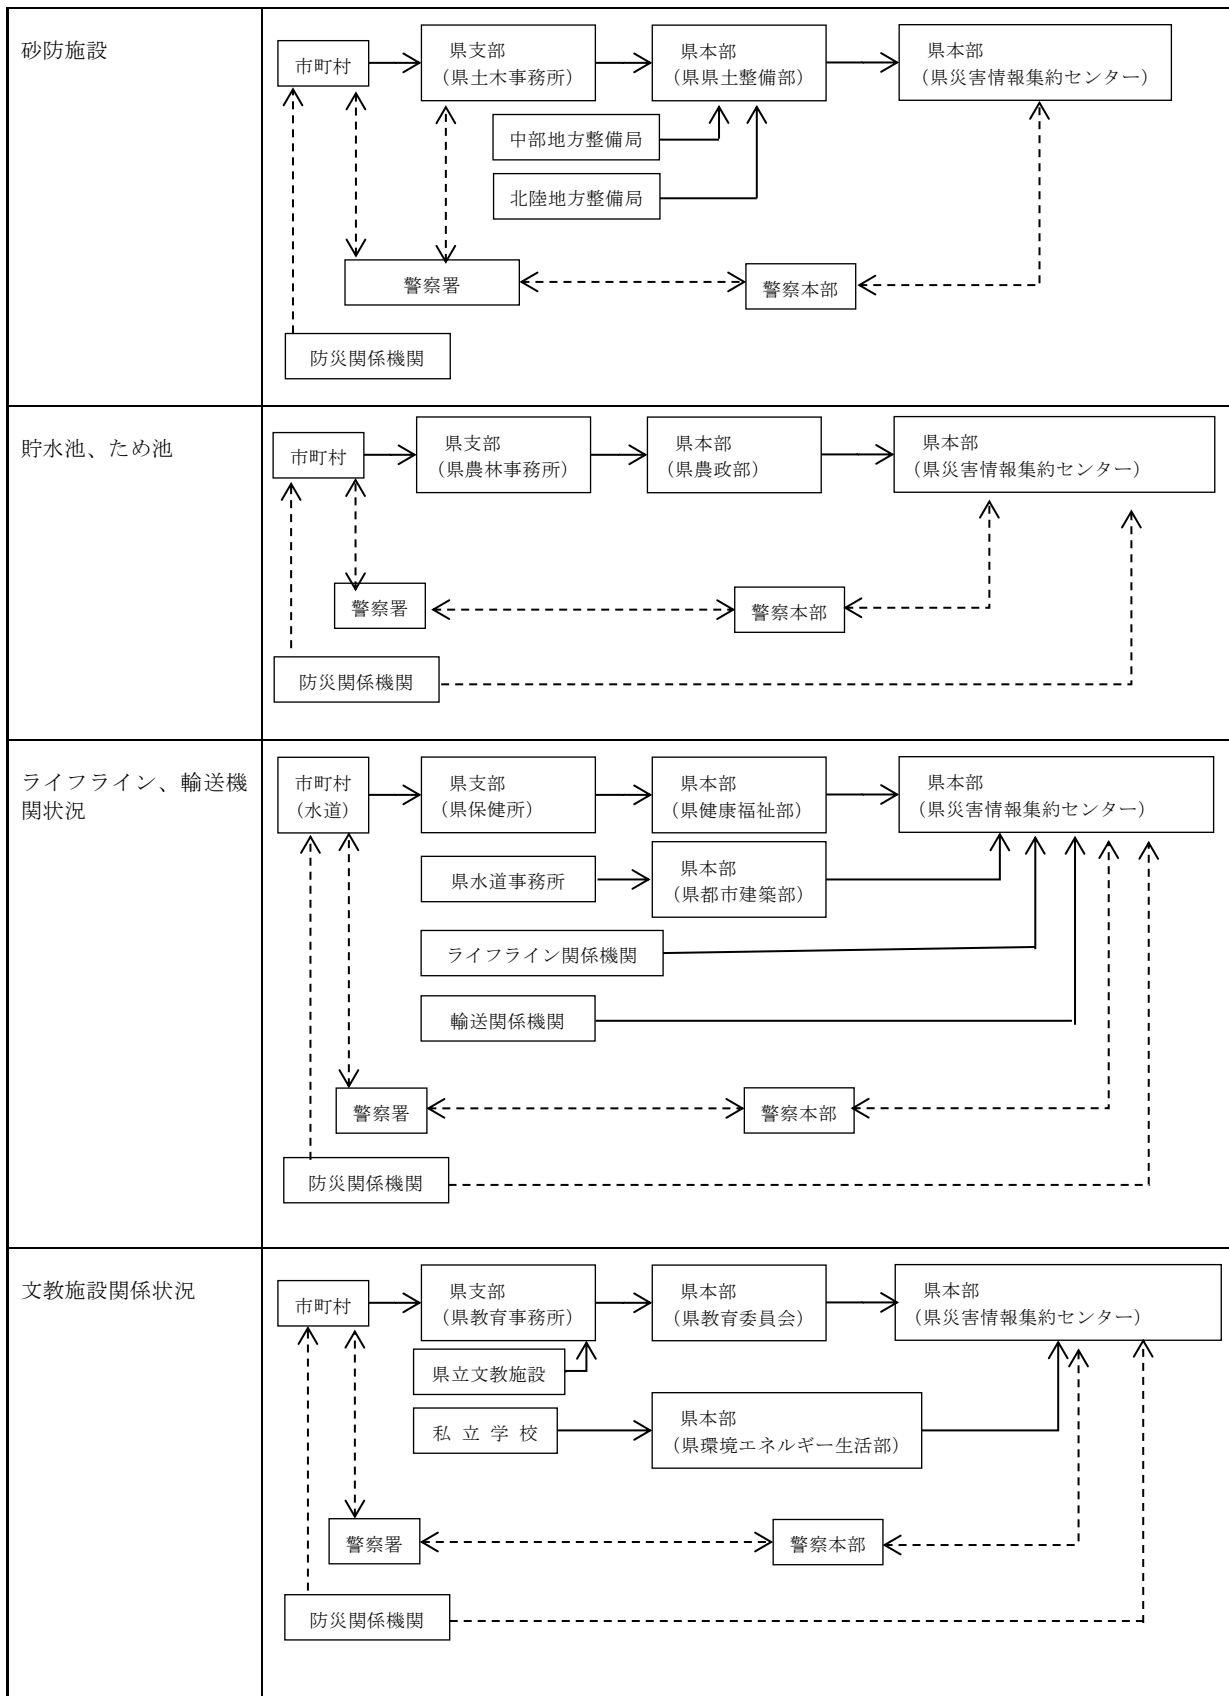 砂防施設
市町村
県支部
（県土木事務所）
県本部
（県県土整備部）
県本部
（県災害情報集約センター）
中部地方整備局
北陸地方整備局
警察署
警察本部
防災関係機関
貯水池、ため池
市町村
県支部
（県農林事務所）
県本部
（県農政部）
県本部
（県災害情報集約センター）
警察署
警察本部
防災関係機関
ライフライン、輸送機
関状況
市町村
（水道）
県支部
（県保健所）
県本部
（県健康福祉部）
県本部
（県災害情報集約センター）
県水道事務所
県本部
（県都市建築部）
ライフライン関係機関
輸送関係機関
警察署
警察本部
防災関係機関
文教施設関係状況
市町村
県支部
（県教育事務所）
県本部
（県教育委員会）
県本部
（県災害情報集約センター）
県立文教施設
私 立 学 校
県本部
（県環境エネルギー生活部）
警察署
警察本部
防災関係機関